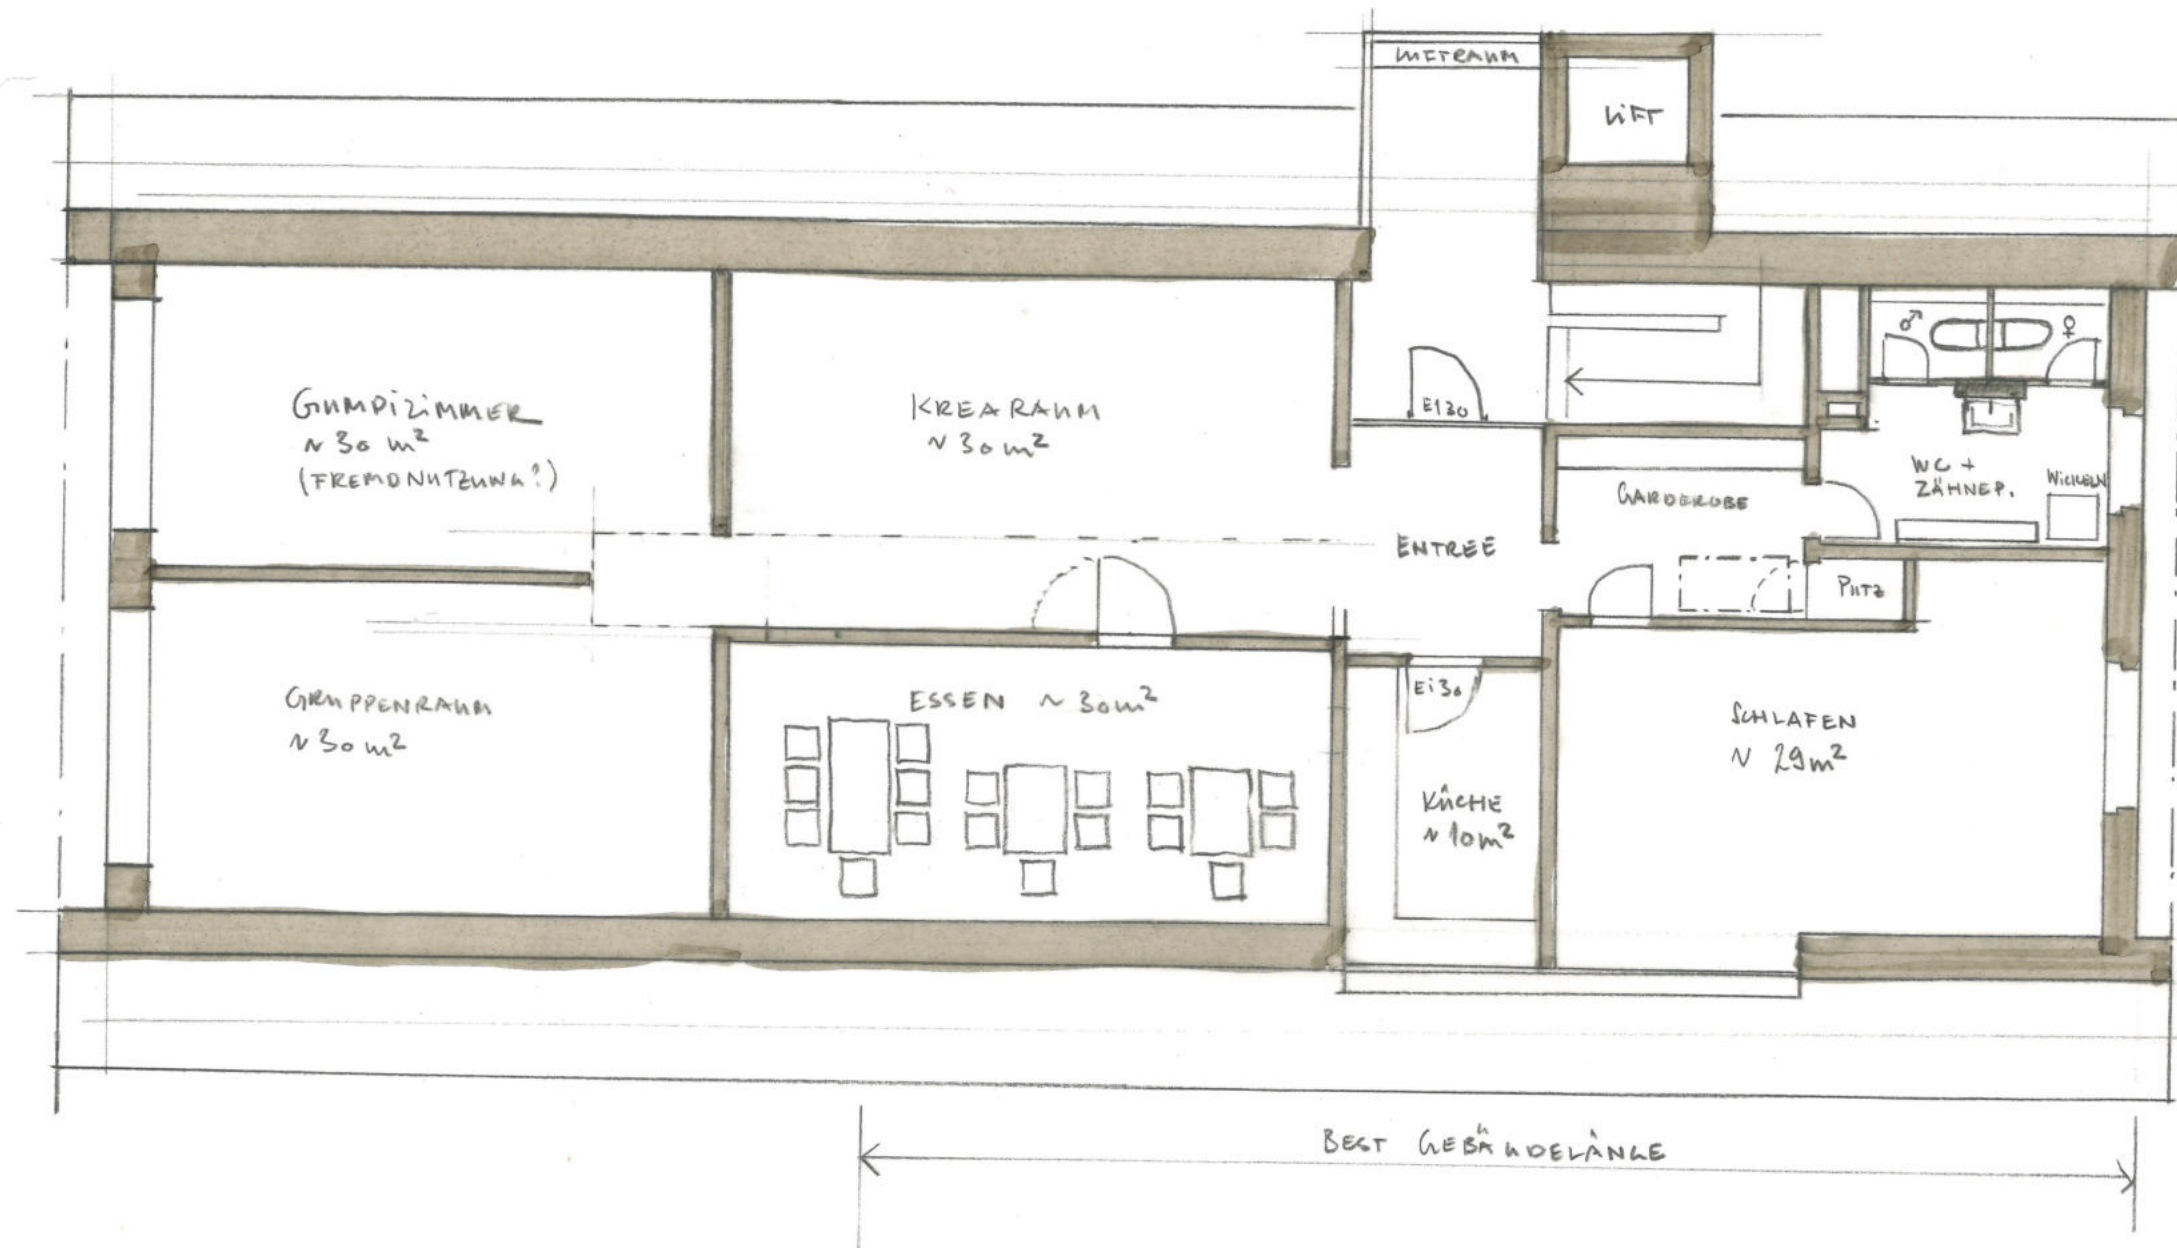 LUFTRAUM
LIFT
GUMPIZIMMER
~ 30 m²
(FREMDNUTZUNG?)
KREARAUM
~ 30 m²
EI30
♂
♀
GARDEROBE
WC +
ZÄHNEP.
WICKELN
ENTREE
PUTZ
GRUPPENRAUM
~ 30 m²
ESSEN ~ 30 m²
Ei30
KÜCHE
~ 10 m²
SCHLAFEN
~ 29 m²
BEST GEBÄUDELÄNGE